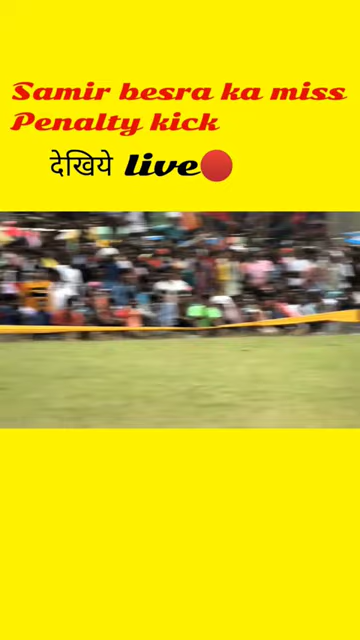 Samir besra ka miss
Penalty kick
देखिये live🔴